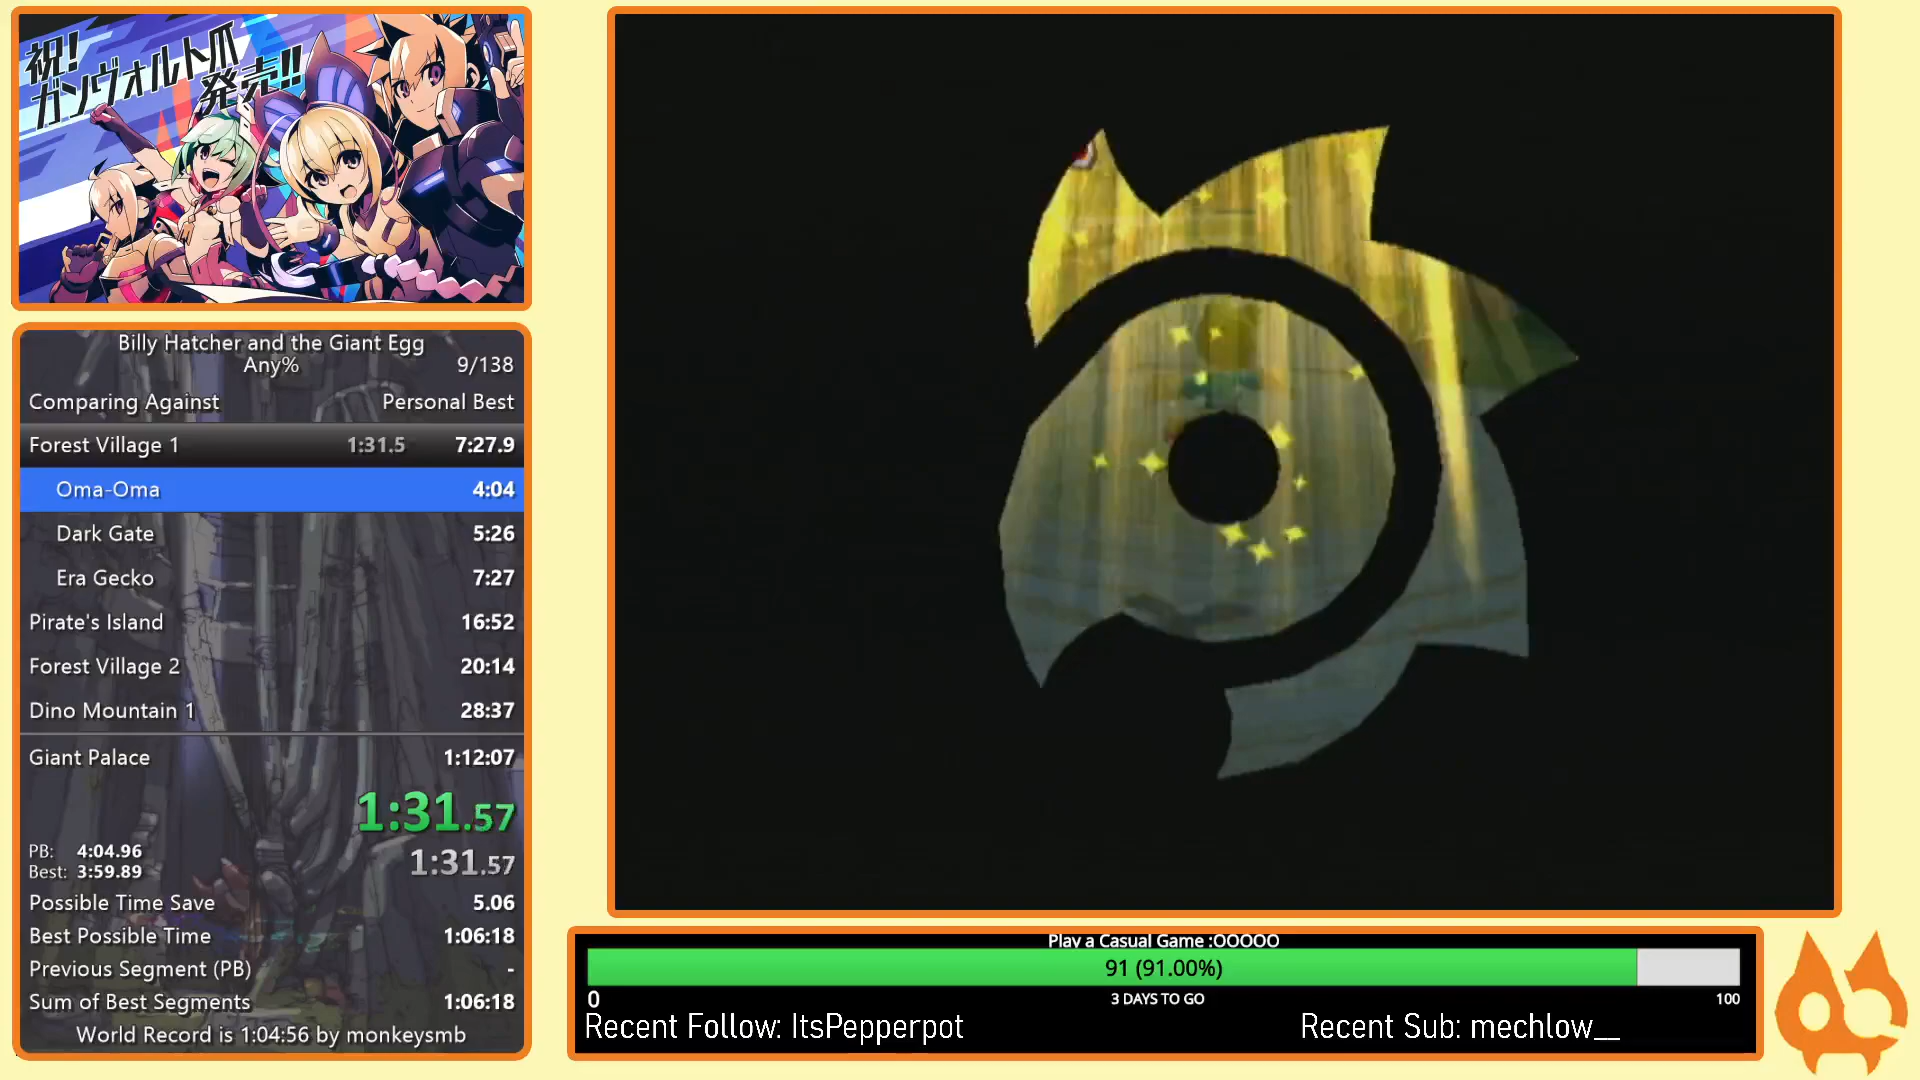 祝!
ガンヴォルト爪
発売!!
Billy Hatcher and the Giant Egg
Any% 9/138
Comparing Against Personal Best
Forest Village 1 1:31.5 7:27.9
Oma-Oma 4:04
Dark Gate 5:26
Era Gecko 7:27
Pirate's Island 16:52
Forest Village 2 20:14
Dino Mountain 1 28:37
Giant Palace 1:12:07
1:31.57
PB: 4:04.96
Best: 3:59.89
1:31.57
Possible Time Save 5.06
Best Possible Time 1:06:18
Previous Segment (PB) -
Sum of Best Segments 1:06:18
World Record is 1:04:56 by monkeysmb
Play a Casual Game :OOOOO
91 (91.00%)
0 3 DAYS TO GO 100
Recent Follow: ItsPepperpot Recent Sub: mechlow__